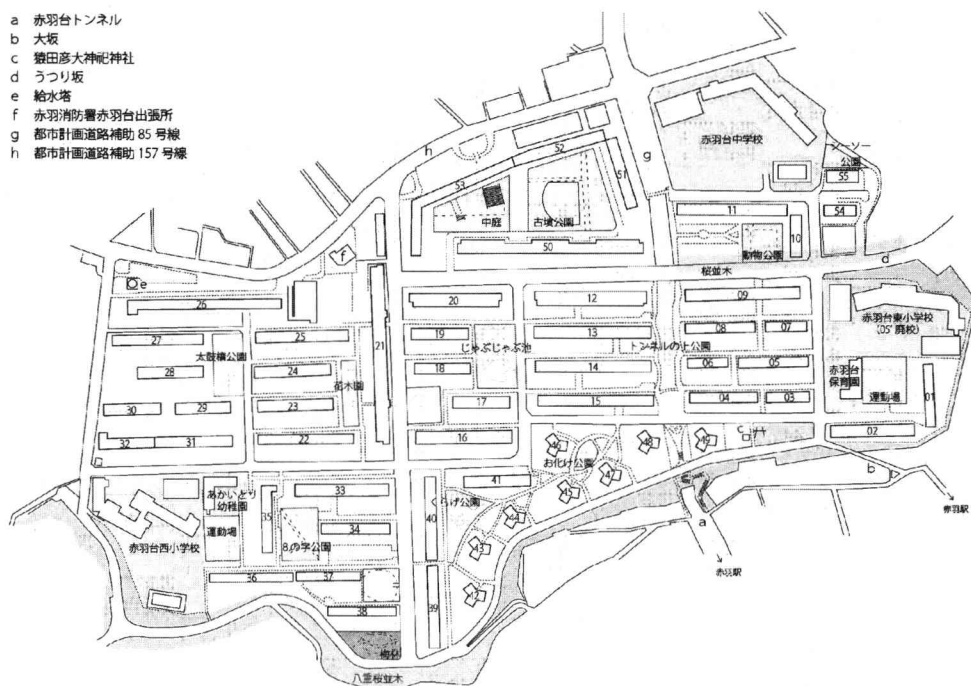 a 赤羽台トンネル
b 大坂
c 猿田彦大神祀神社
d うつり坂
e 給水塔
f 赤羽消防署赤羽台出張所
g 都市計画道路補助 85 号線
h 都市計画道路補助 157 号線
赤羽台中学校
シーソー
公園
h
g
52
51
53
中庭
古墳公園
55
54
11
10
動物公園
50
桜並木
d
f
e
26
20
12
09
赤羽台東小学校
('05' 廃校)
27
25
21
19
13
08
07
太鼓橋公園
じゃぶじゃぶ池
トンネルの上公園
28
24
花木園
18
14
06
05
赤羽台
保育園
運動場
01
30
29
23
17
15
04
03
32
31
22
16
46
48
49
c
02
お化け公園
47
b
赤羽駅
あかいとり
幼稚園
33
41
くらげ公園
45
35
40
44
a
赤羽駅
赤羽台西小学校
運動場
34
8の字公園
43
36
37
39
42
38
梅林
八重桜並木